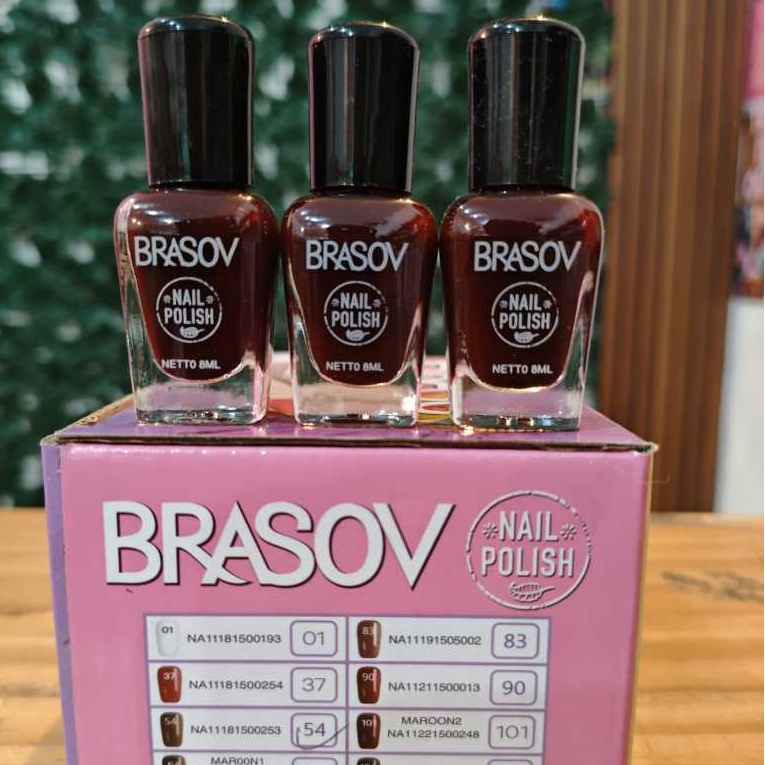 BRASOV
NAIL
POLISH
NETTO 8ML
BRASOV
NAIL
POLISH
NETTO 8ML
BRASOV
NAIL
POLISH
NETTO 8ML
BRASOV
NAIL
POLISH
01 NA11181500193 01
83 NA11191505002 83
37 NA11181500254 37
90 NA11211500013 90
54 NA11181500253 54
101 MAROON2
NA11221500248 101
MAROON1